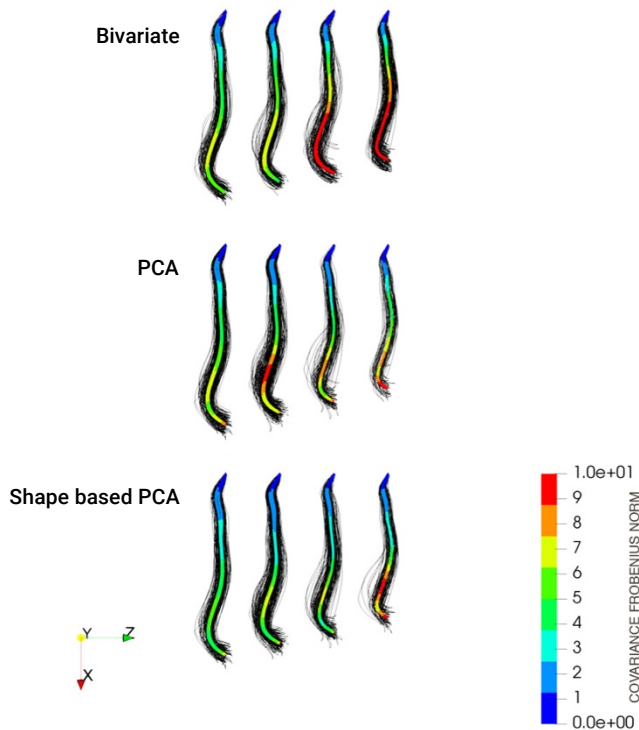 Bivariate
PCA
Shape based PCA
Y
Z
X
1.0e+01
9
8
7
6
5
4
3
2
1
0.0e+00
COVARIANCE FROBENIUS NORM